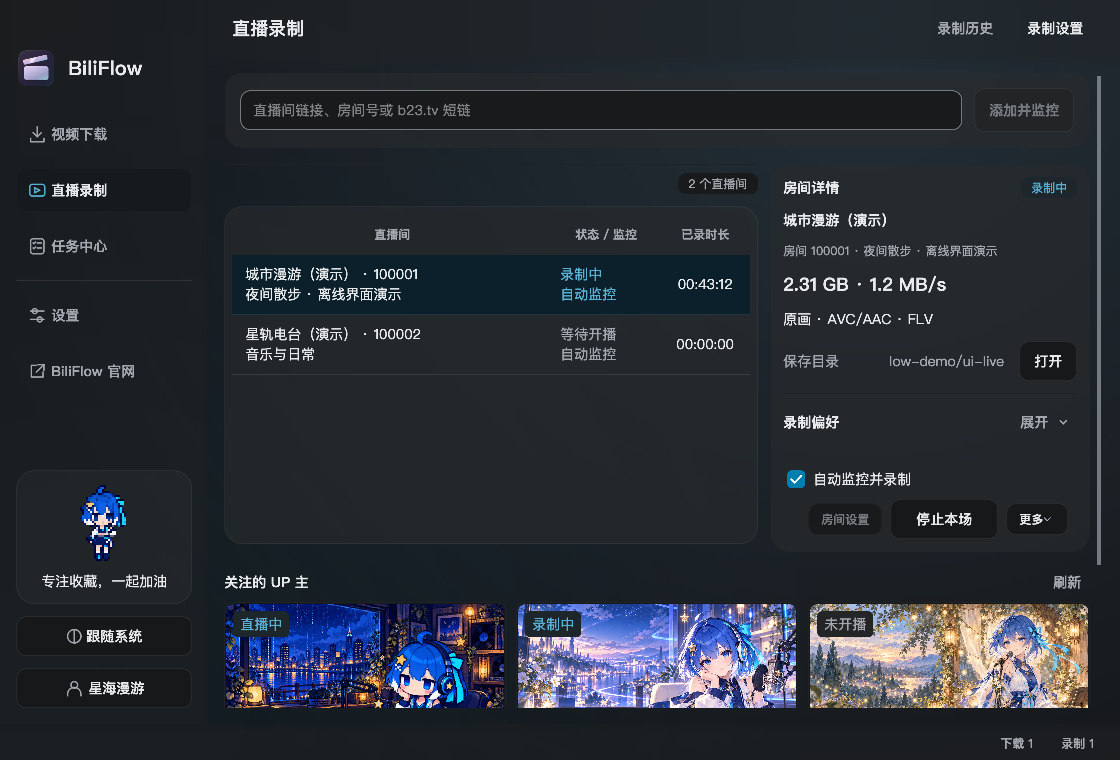 BiliFlow
视频下载
直播录制
任务中心
设置
BiliFlow 官网
专注收藏，一起加油
跟随系统
星海漫游
直播录制
录制历史
录制设置
直播间链接、房间号或 b23.tv 短链
添加并监控
2 个直播间
直播间
状态 / 监控
已录时长
城市漫游（演示） · 100001
夜间散步 · 离线界面演示
录制中
自动监控
00:43:12
星轨电台（演示） · 100002
音乐与日常
等待开播
自动监控
00:00:00
房间详情
录制中
城市漫游（演示）
房间 100001 · 夜间散步 · 离线界面演示
2.31 GB · 1.2 MB/s
原画 · AVC/AAC · FLV
保存目录
low-demo/ui-live
打开
录制偏好
展开
自动监控并录制
房间设置
停止本场
更多
关注的 UP 主
刷新
直播中
录制中
未开播
下载 1
录制 1